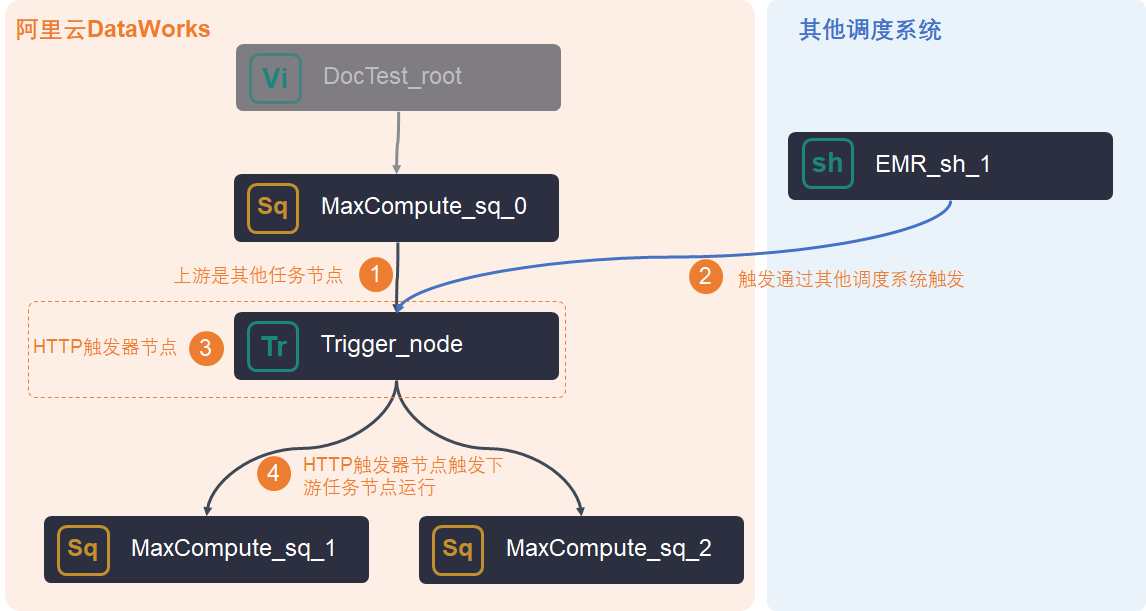 阿里云DataWorks
其他调度系统
Vi DocTest_root
sh EMR_sh_1
Sq MaxCompute_sq_0
上游是其他任务节点 1
2 触发通过其他调度系统触发
HTTP触发器节点 3
Tr Trigger_node
4 HTTP触发器节点触发下
游任务节点运行
Sq MaxCompute_sq_1
Sq MaxCompute_sq_2